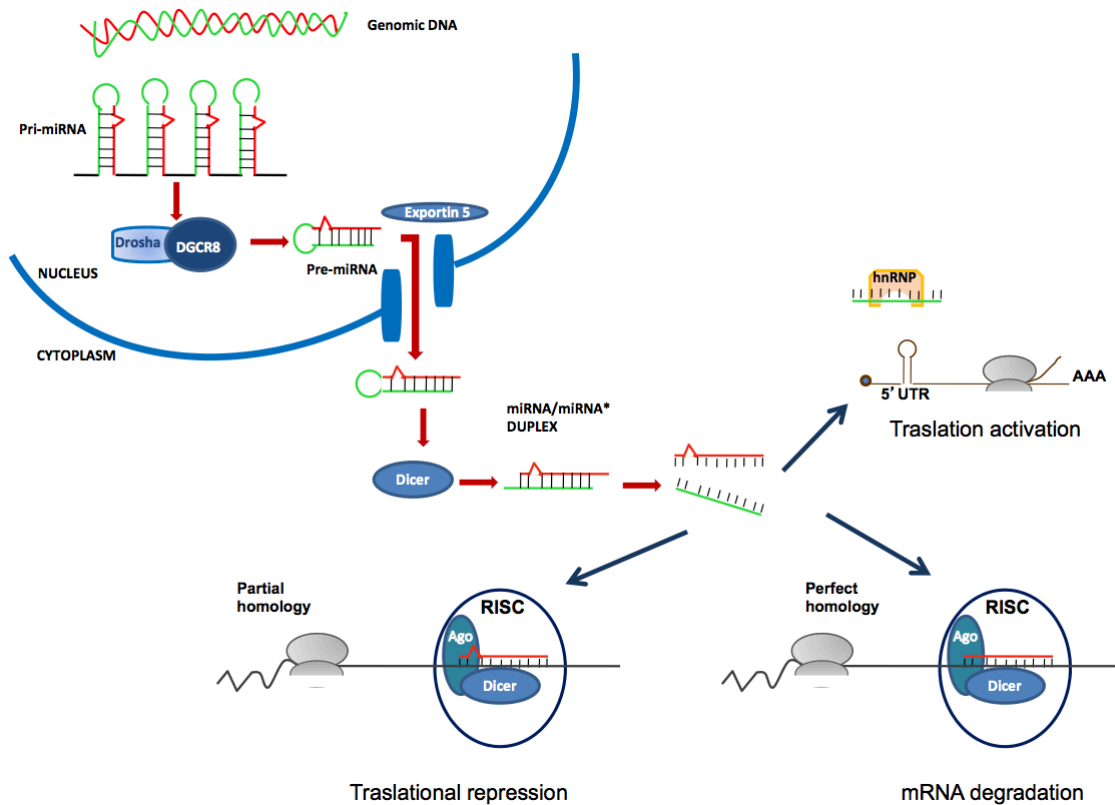 Genomic DNA
Pri-miRNA
Exportin 5
Drosha
DGCR8
Pre-miRNA
NUCLEUS
CYTOPLASM
hnRNP
AAA
5' UTR
Traslation activation
miRNA/miRNA*
DUPLEX
Dicer
Partial
homology
RISC
Ago
Dicer
Traslational repression
Perfect
homology
RISC
Ago
Dicer
mRNA degradation